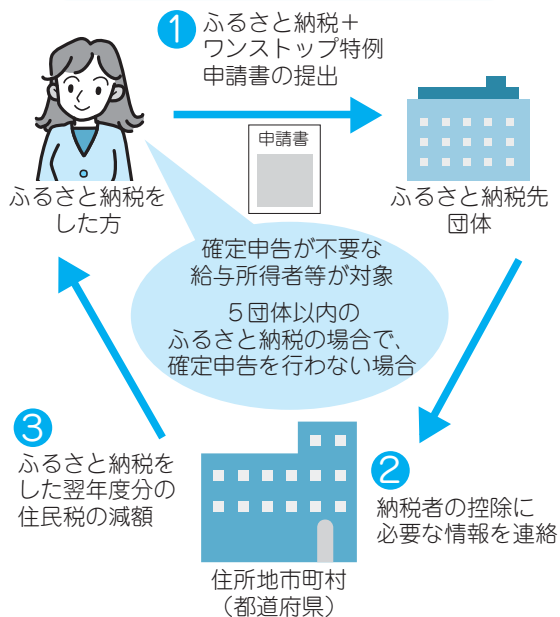 1 ふるさと納税＋
ワンストップ特例
申請書の提出
申請書
ふるさと納税を
した方
ふるさと納税先
団体
確定申告が不要な
給与所得者等が対象
５団体以内の
ふるさと納税の場合で、
確定申告を行わない場合
3
ふるさと納税を
した翌年度分の
住民税の減額
2
納税者の控除に
必要な情報を連絡
住所地市町村
（都道府県）